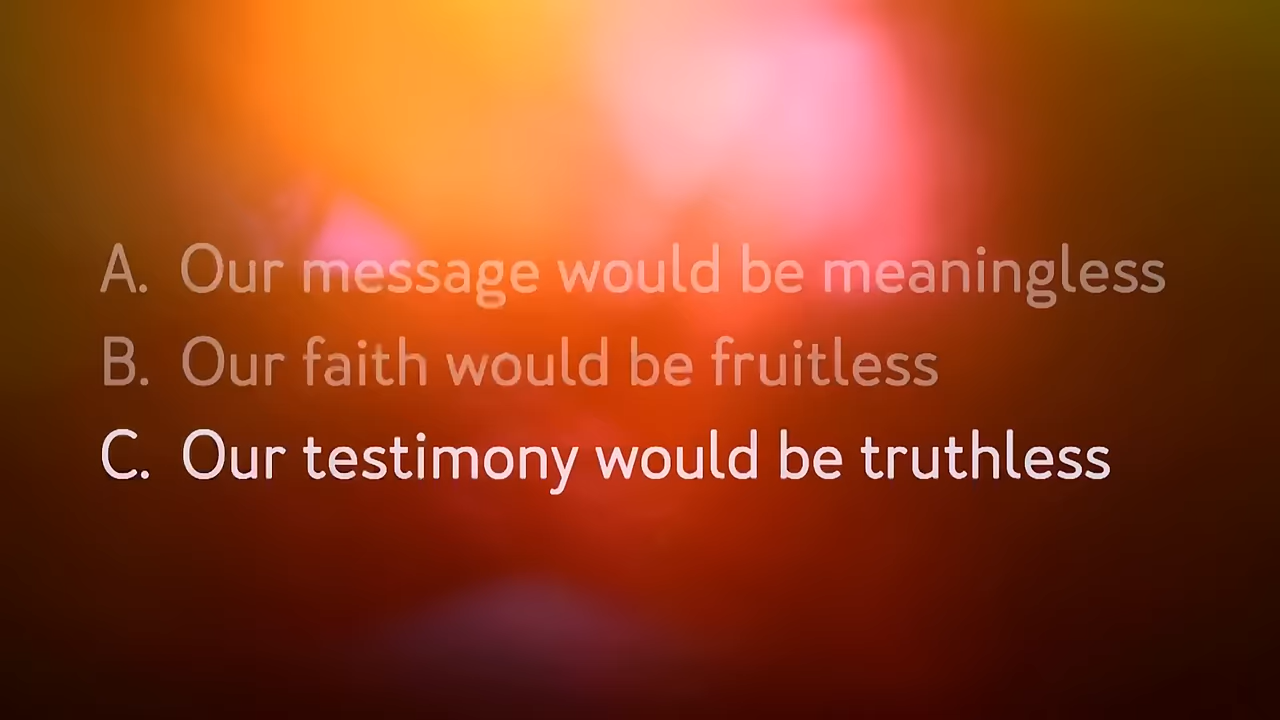 A. Our message would be meaningless
B. Our faith would be fruitless
C. Our testimony would be truthless